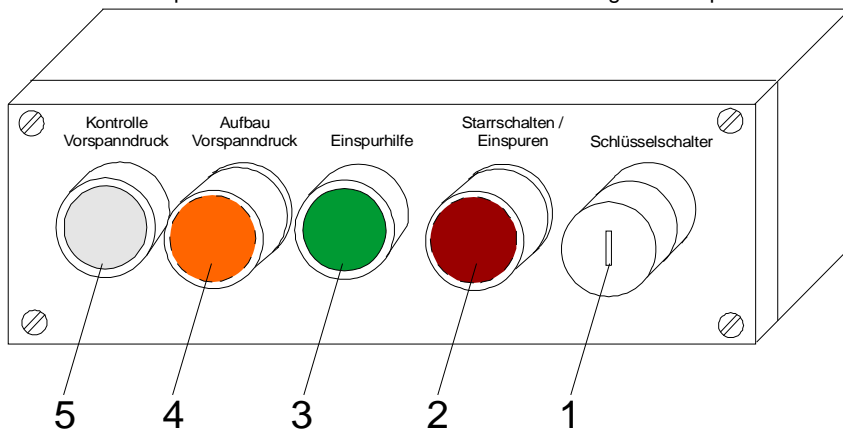 Kontrolle
Vorspanndruck
Aufbau
Vorspanndruck
Einspurhilfe
Starrschalten /
Einspuren
Schlüsselschalter
5 4 3 2 1